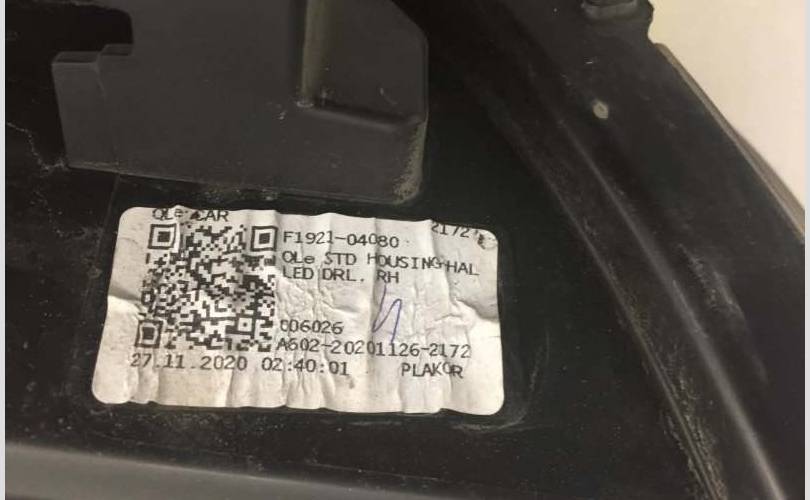 QLe CAR
2172
F1921-04080
QLe STD HOUSING HAL
LED DRL. RH
006026
A602-20201126-2172
27.11.2020 02:40:01 PLAKOR